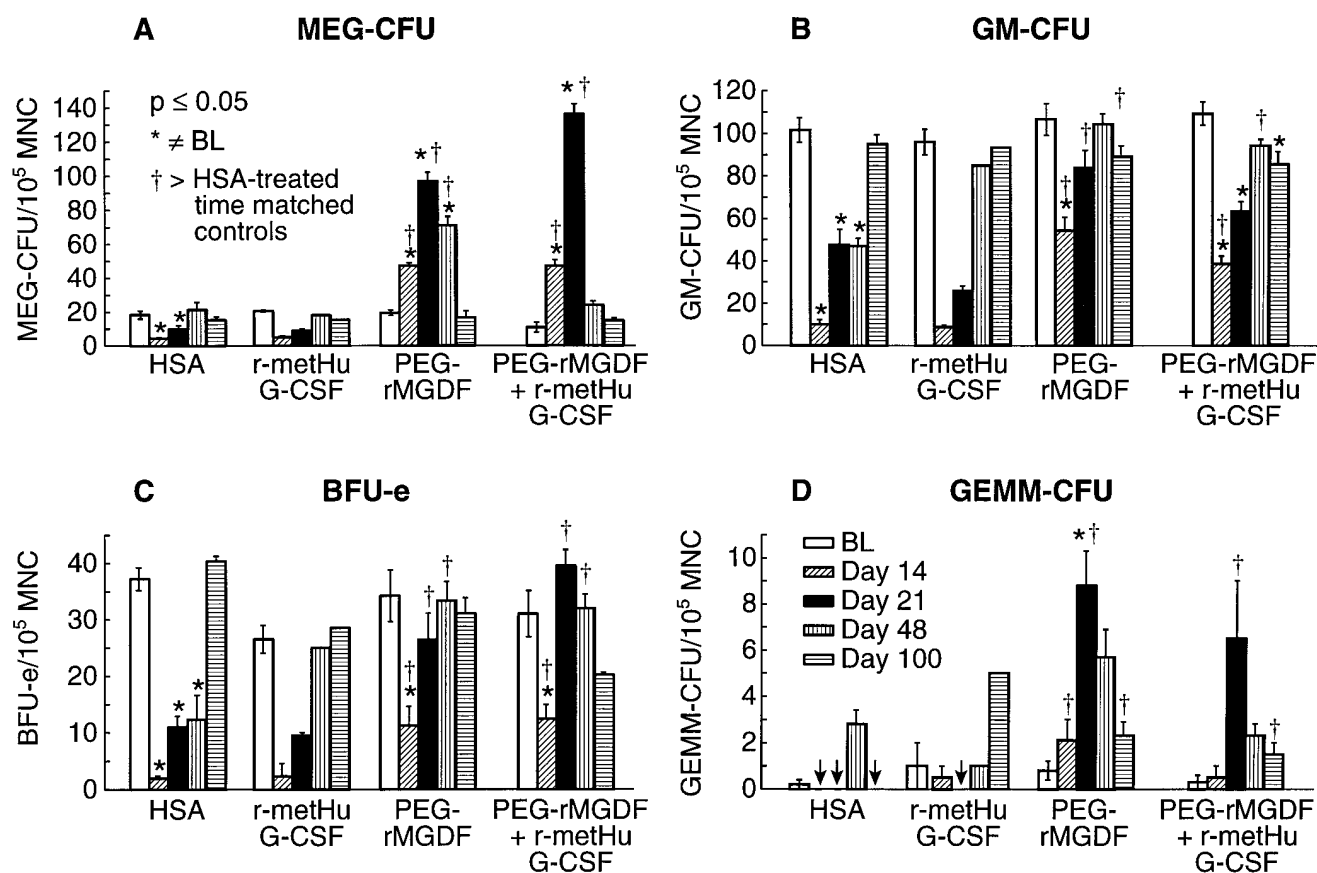 A MEG-CFU
MEG-CFU/10⁵ MNC
140
120
100
80
60
40
20
0
p ≤ 0.05
* ≠ BL
† > HSA-treated
time matched
controls
* †
* †
†
*
†
*
†
*
* *
HSA
r-metHu
G-CSF
PEG-
rMGDF
PEG-rMGDF
+ r-metHu
G-CSF
B GM-CFU
GM-CFU/10⁵ MNC
120
100
80
60
40
20
0
*
*
*
†
*
†
†
†
*
*
†
*
HSA
r-metHu
G-CSF
PEG-
rMGDF
PEG-rMGDF
+ r-metHu
G-CSF
C BFU-e
BFU-e/10⁵ MNC
40
30
20
10
0
*
*
*
†
*
†
†
†
*
†
†
HSA
r-metHu
G-CSF
PEG-
rMGDF
PEG-rMGDF
+ r-metHu
G-CSF
D GEMM-CFU
GEMM-CFU/10⁵ MNC
10
8
6
4
2
0
BL
Day 14
Day 21
Day 48
Day 100
†
* †
†
†
†
HSA
r-metHu
G-CSF
PEG-
rMGDF
PEG-rMGDF
+ r-metHu
G-CSF